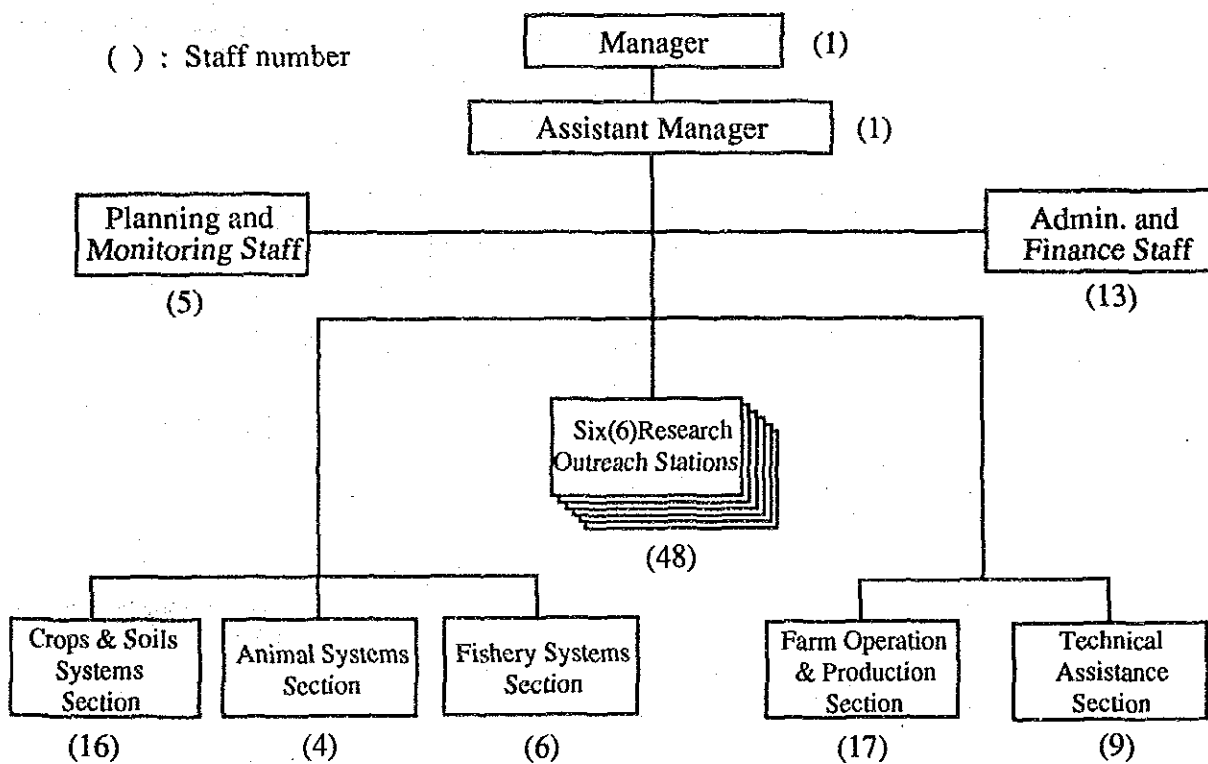 ( ) : Staff number
Manager
(1)
Assistant Manager
(1)
Planning and
Monitoring Staff
(5)
Admin. and
Finance Staff
(13)
Six(6)Research
Outreach Stations
(48)
Crops & Soils
Systems
Section
(16)
Animal Systems
Section
(4)
Fishery Systems
Section
(6)
Farm Operation
& Production
Section
(17)
Technical
Assistance
Section
(9)